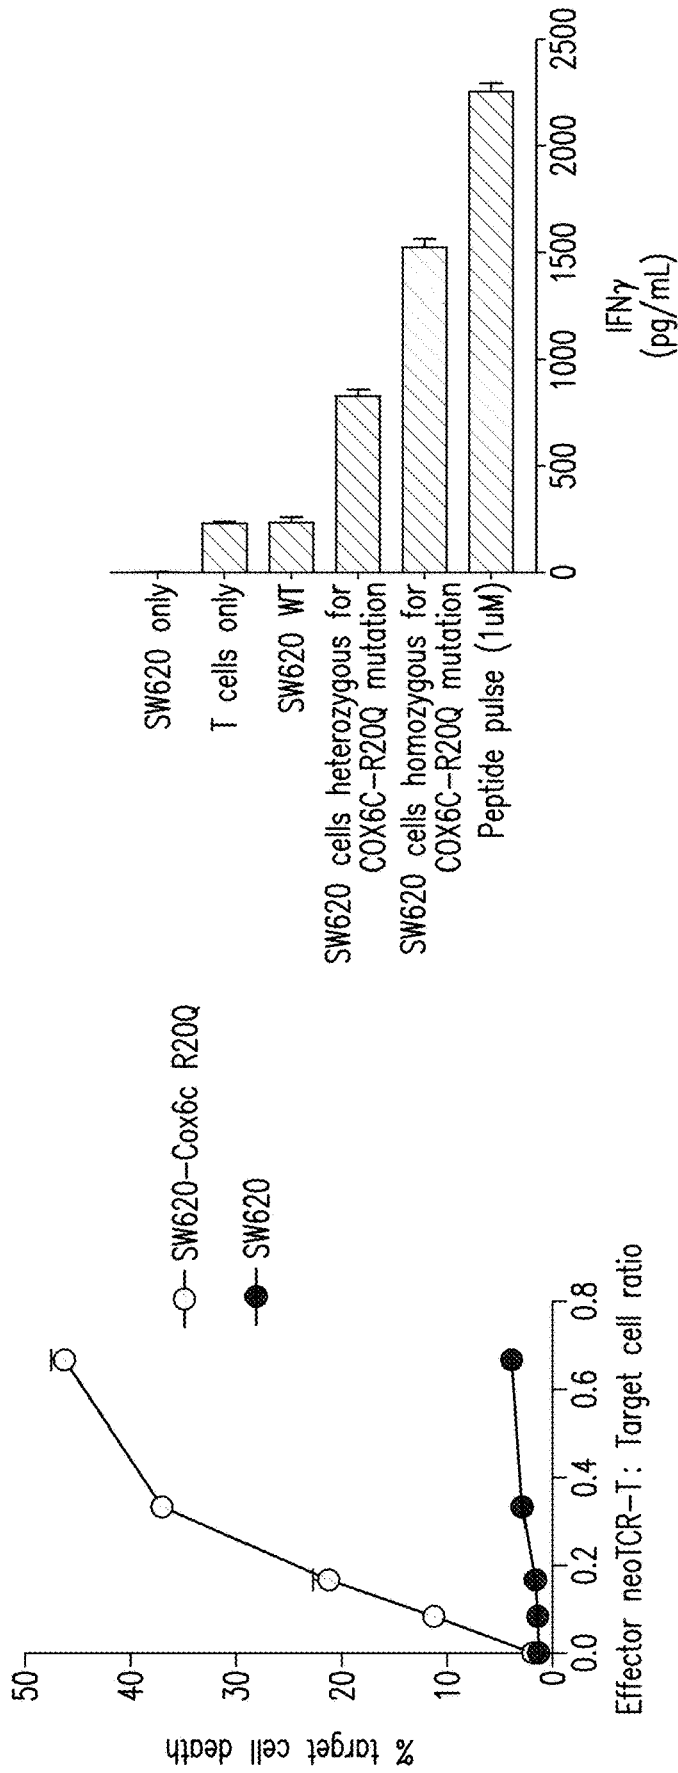 50
40
30
20
10
0
% target cell death
0.0
0.2
0.4
0.6
0.8
Effector neoTCR-T: Target cell ratio
SW620-Cox6c R20Q
SW620
SW620 only
T cells only
SW620 WT
SW620 cells heterozygous for
COX6C-R20Q mutation
SW620 cells homozygous for
COX6C-R20Q mutation
Peptide pulse (1uM)
0
500
1000
1500
2000
2500
IFNγ
(pg/mL)